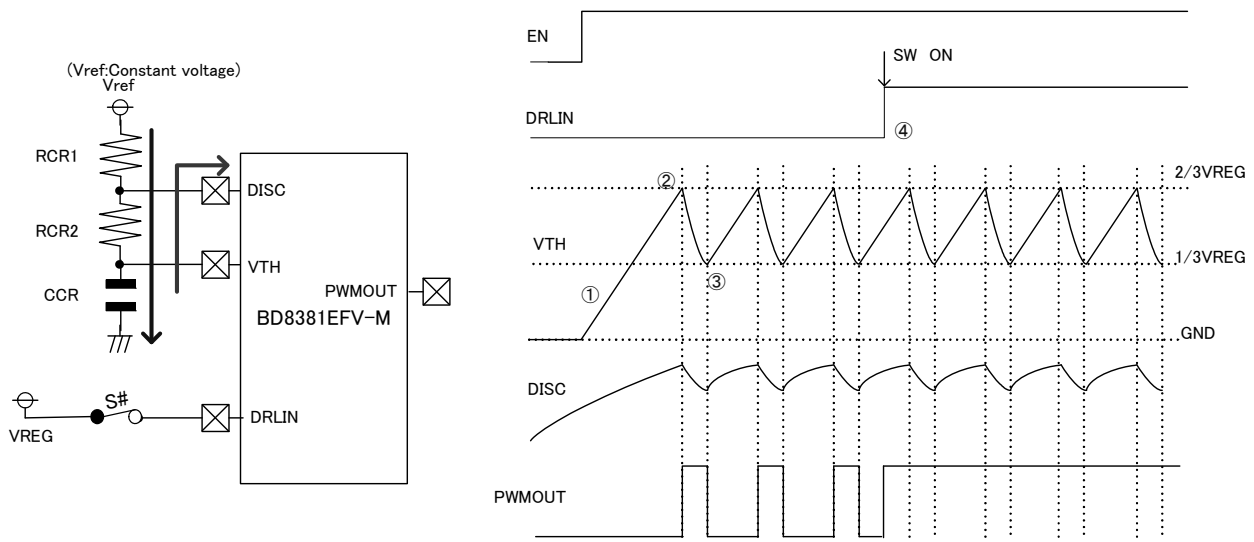 (Vref:Constant voltage)
Vref
RCR1
DISC
RCR2
VTH
CCR
PWMOUT
BD8381EFV-M
S#
DRLIN
VREG
EN
SW ON
DRLIN
④
2/3VREG
②
VTH
1/3VREG
③
①
GND
DISC
PWMOUT